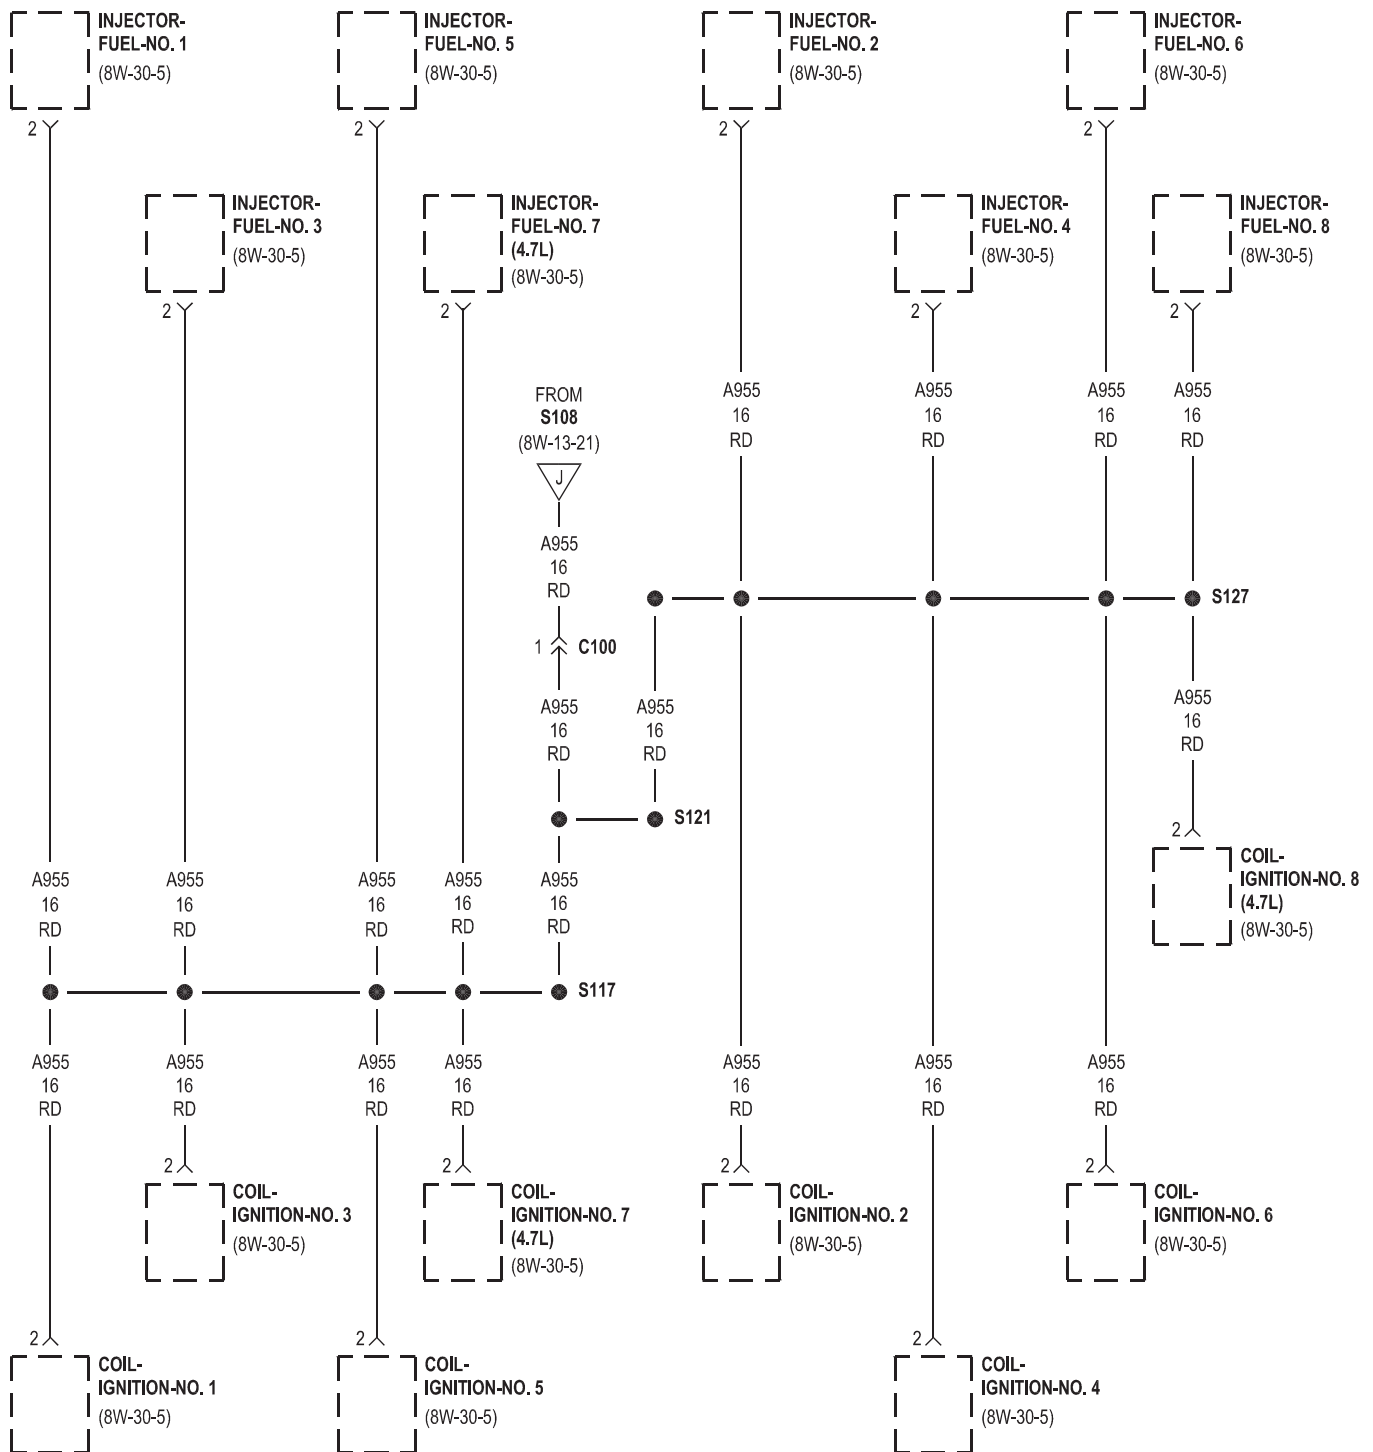 INJECTOR-
FUEL-NO. 1
(8W-30-5)
INJECTOR-
FUEL-NO. 5
(8W-30-5)
INJECTOR-
FUEL-NO. 2
(8W-30-5)
INJECTOR-
FUEL-NO. 6
(8W-30-5)
2
2
2
2
INJECTOR-
FUEL-NO. 3
(8W-30-5)
INJECTOR-
FUEL-NO. 7
(4.7L)
(8W-30-5)
INJECTOR-
FUEL-NO. 4
(8W-30-5)
INJECTOR-
FUEL-NO. 8
(8W-30-5)
2
2
2
2
FROM
S108
(8W-13-21)
J
A955
16
RD
A955
16
RD
A955
16
RD
A955
16
RD
A955
16
RD
S127
1
C100
A955
16
RD
A955
16
RD
A955
16
RD
S121
2
COIL-
IGNITION-NO. 8
(4.7L)
(8W-30-5)
A955
16
RD
A955
16
RD
A955
16
RD
A955
16
RD
A955
16
RD
S117
A955
16
RD
A955
16
RD
A955
16
RD
A955
16
RD
A955
16
RD
A955
16
RD
A955
16
RD
2
2
2
2
COIL-
IGNITION-NO. 3
(8W-30-5)
COIL-
IGNITION-NO. 7
(4.7L)
(8W-30-5)
COIL-
IGNITION-NO. 2
(8W-30-5)
COIL-
IGNITION-NO. 6
(8W-30-5)
2
2
2
COIL-
IGNITION-NO. 1
(8W-30-5)
COIL-
IGNITION-NO. 5
(8W-30-5)
COIL-
IGNITION-NO. 4
(8W-30-5)